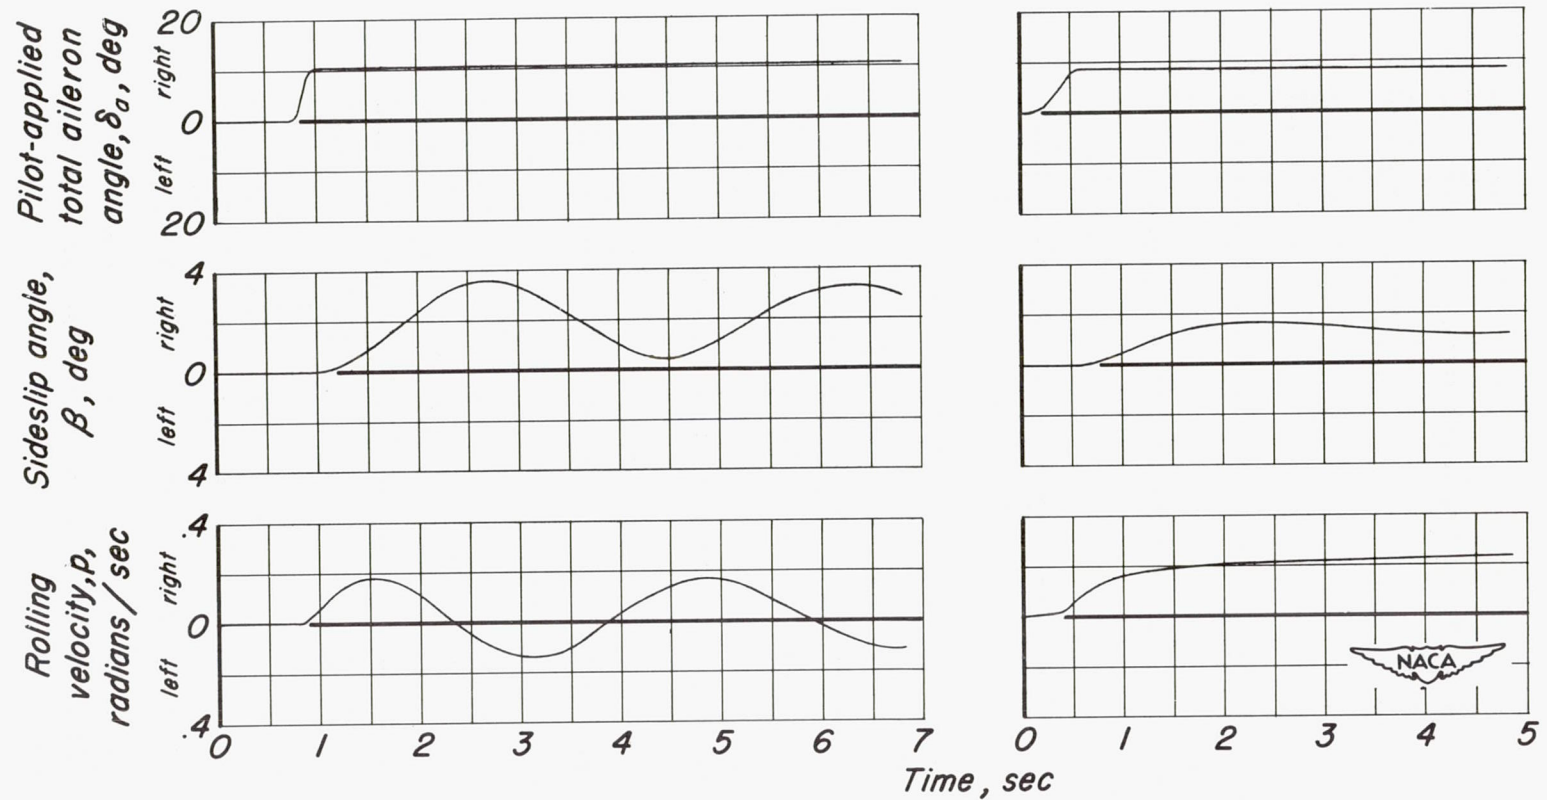 Pilot-applied
total aileron
angle, δa, deg
20
right
0
left
20
Sideslip angle,
β, deg
4
right
0
left
4
Rolling
velocity, p,
radians/sec
.4
right
0
left
.4
0 1 2 3 4 5 6 7
NACA
0 1 2 3 4 5
Time, sec